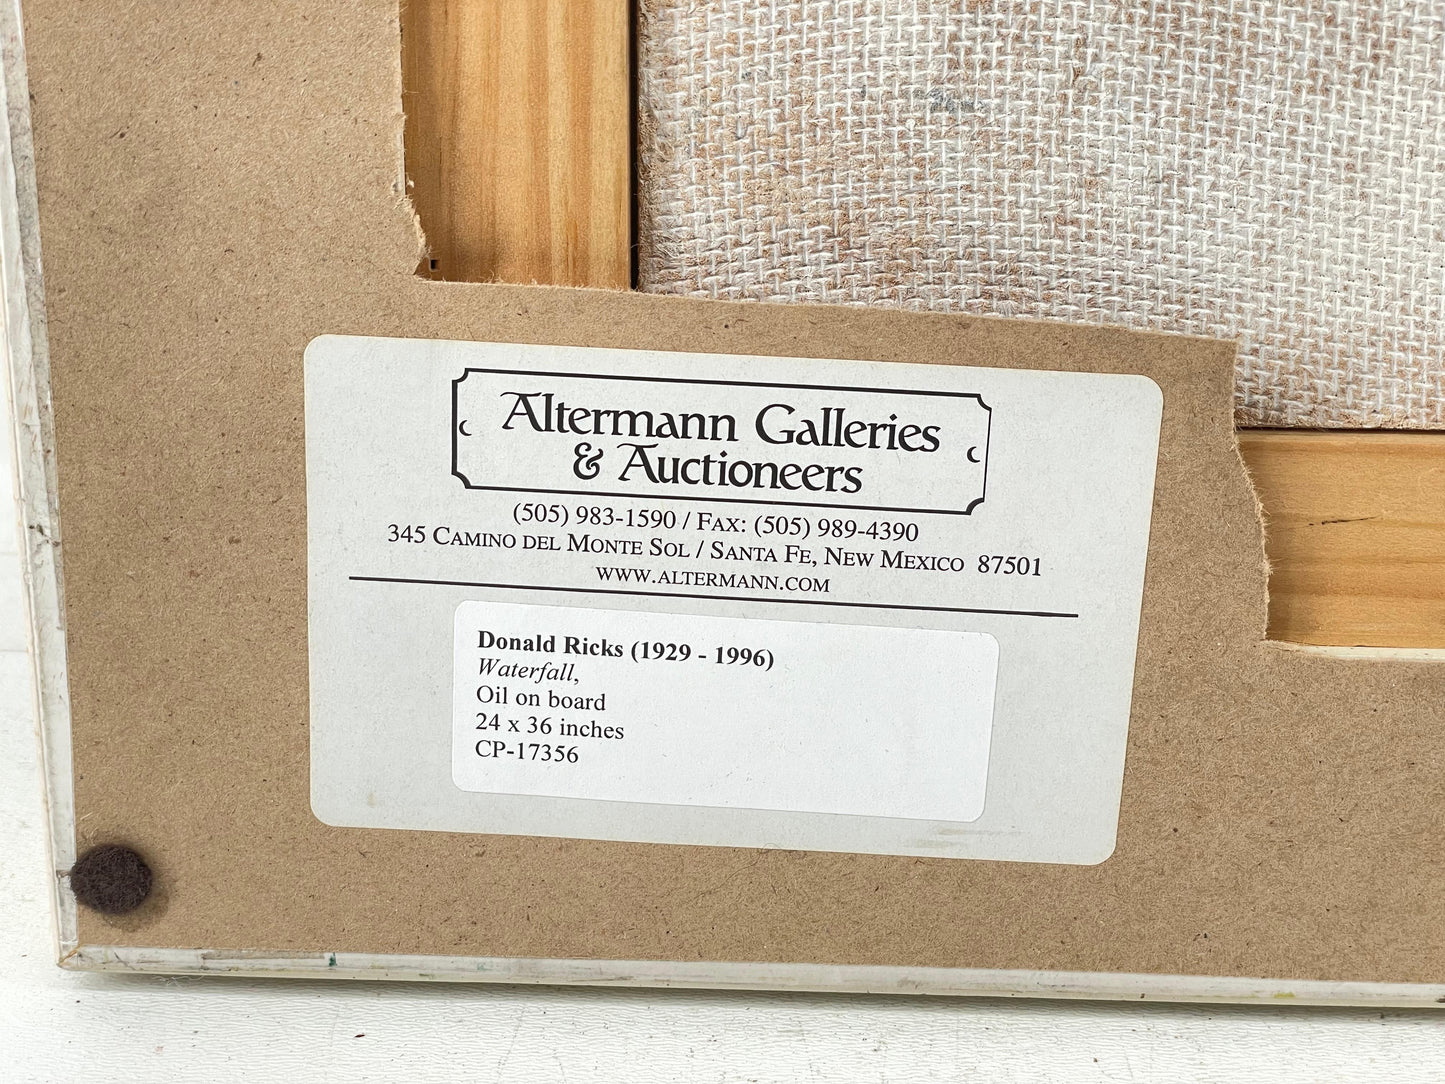 Altermann Galleries
& Auctioneers
(505) 983-1590 / Fax: (505) 989-4390
345 Camino del Monte Sol / Santa Fe, New Mexico 87501
www.altermann.com
Donald Ricks (1929 - 1996)
Waterfall,
Oil on board
24 x 36 inches
CP-17356